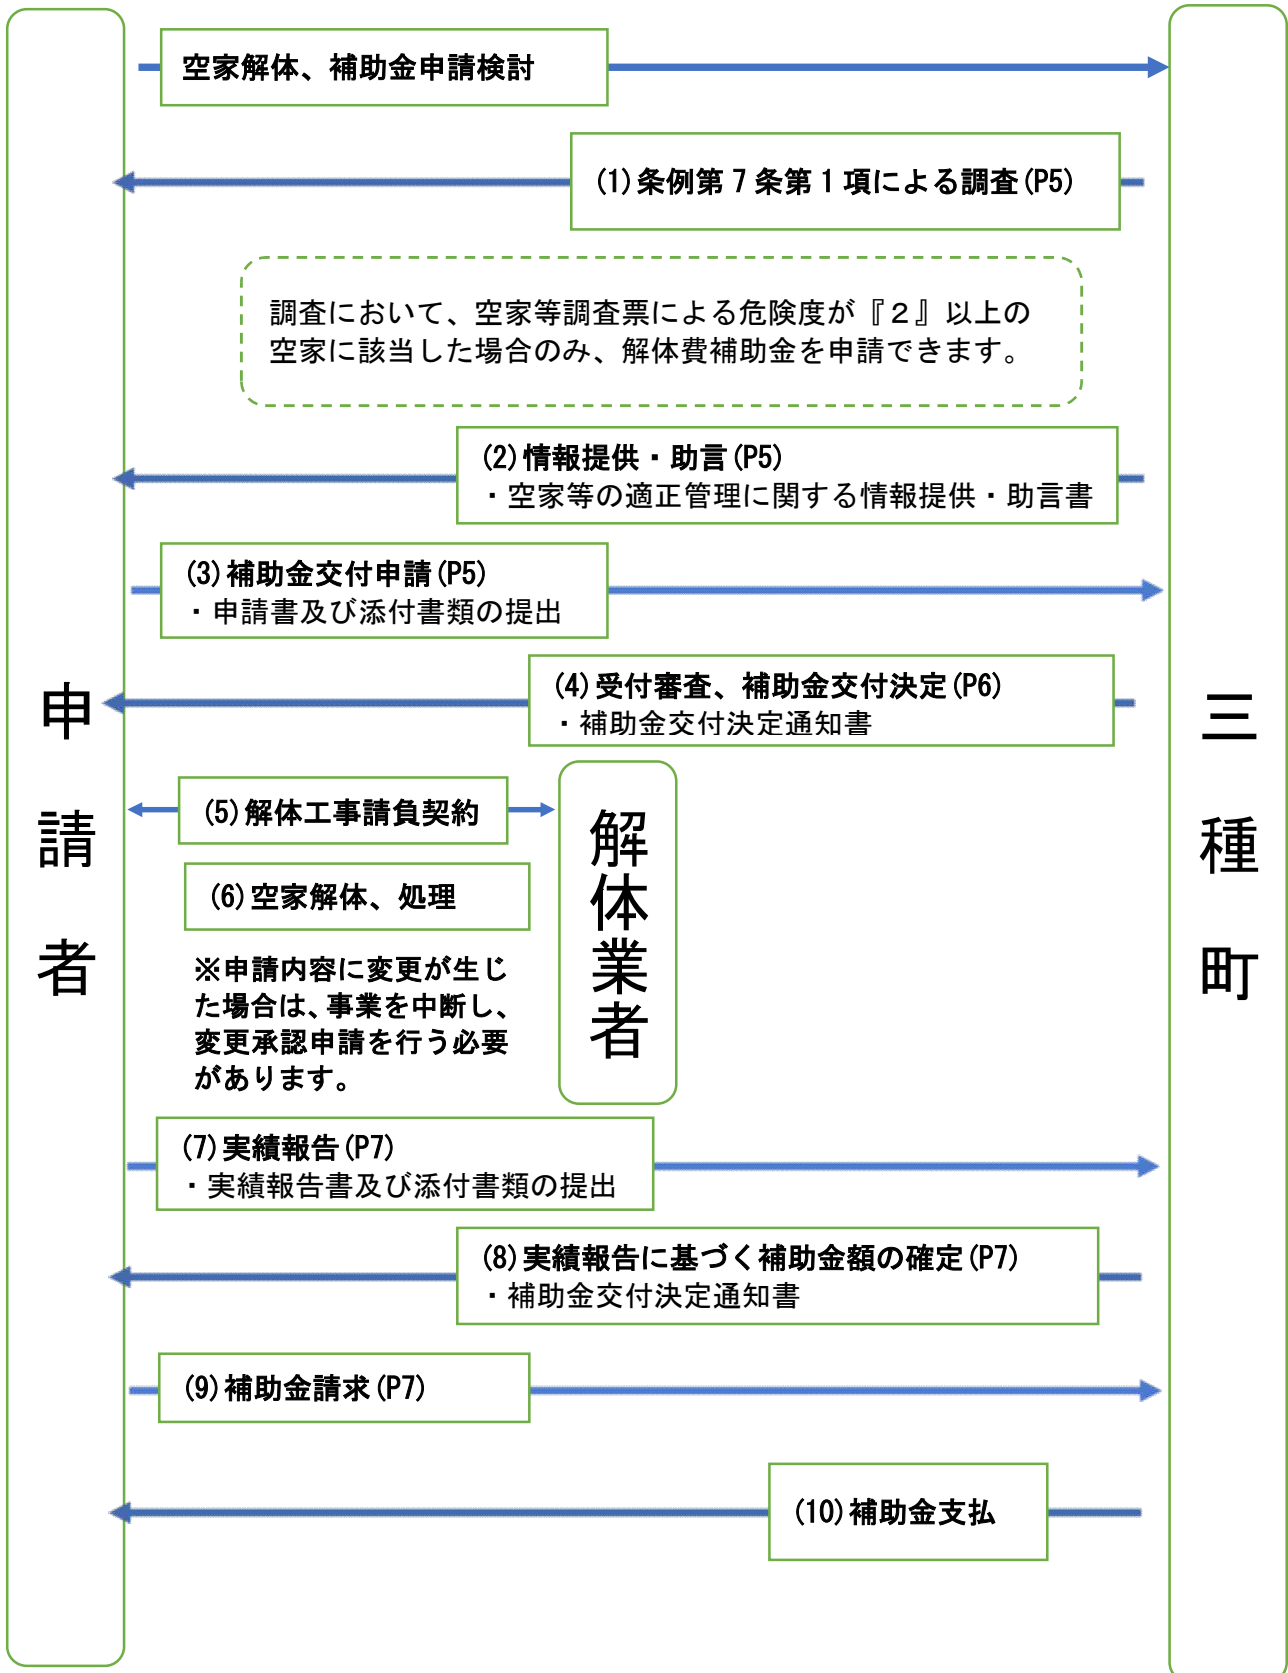 空家解体、補助金申請検討
(1)条例第7条第1項による調査(P5)
調査において、空家等調査票による危険度が『２』以上の
空家に該当した場合のみ、解体費補助金を申請できます。
(2)情報提供・助言(P5)
・空家等の適正管理に関する情報提供・助言書
(3)補助金交付申請(P5)
・申請書及び添付書類の提出
(4)受付審査、補助金交付決定(P6)
・補助金交付決定通知書
申請者
三種町
(5)解体工事請負契約
解体業者
(6)空家解体、処理
※申請内容に変更が生じ
た場合は、事業を中断し、
変更承認申請を行う必要
があります。
(7)実績報告(P7)
・実績報告書及び添付書類の提出
(8)実績報告に基づく補助金額の確定(P7)
・補助金交付決定通知書
(9)補助金請求(P7)
(10)補助金支払